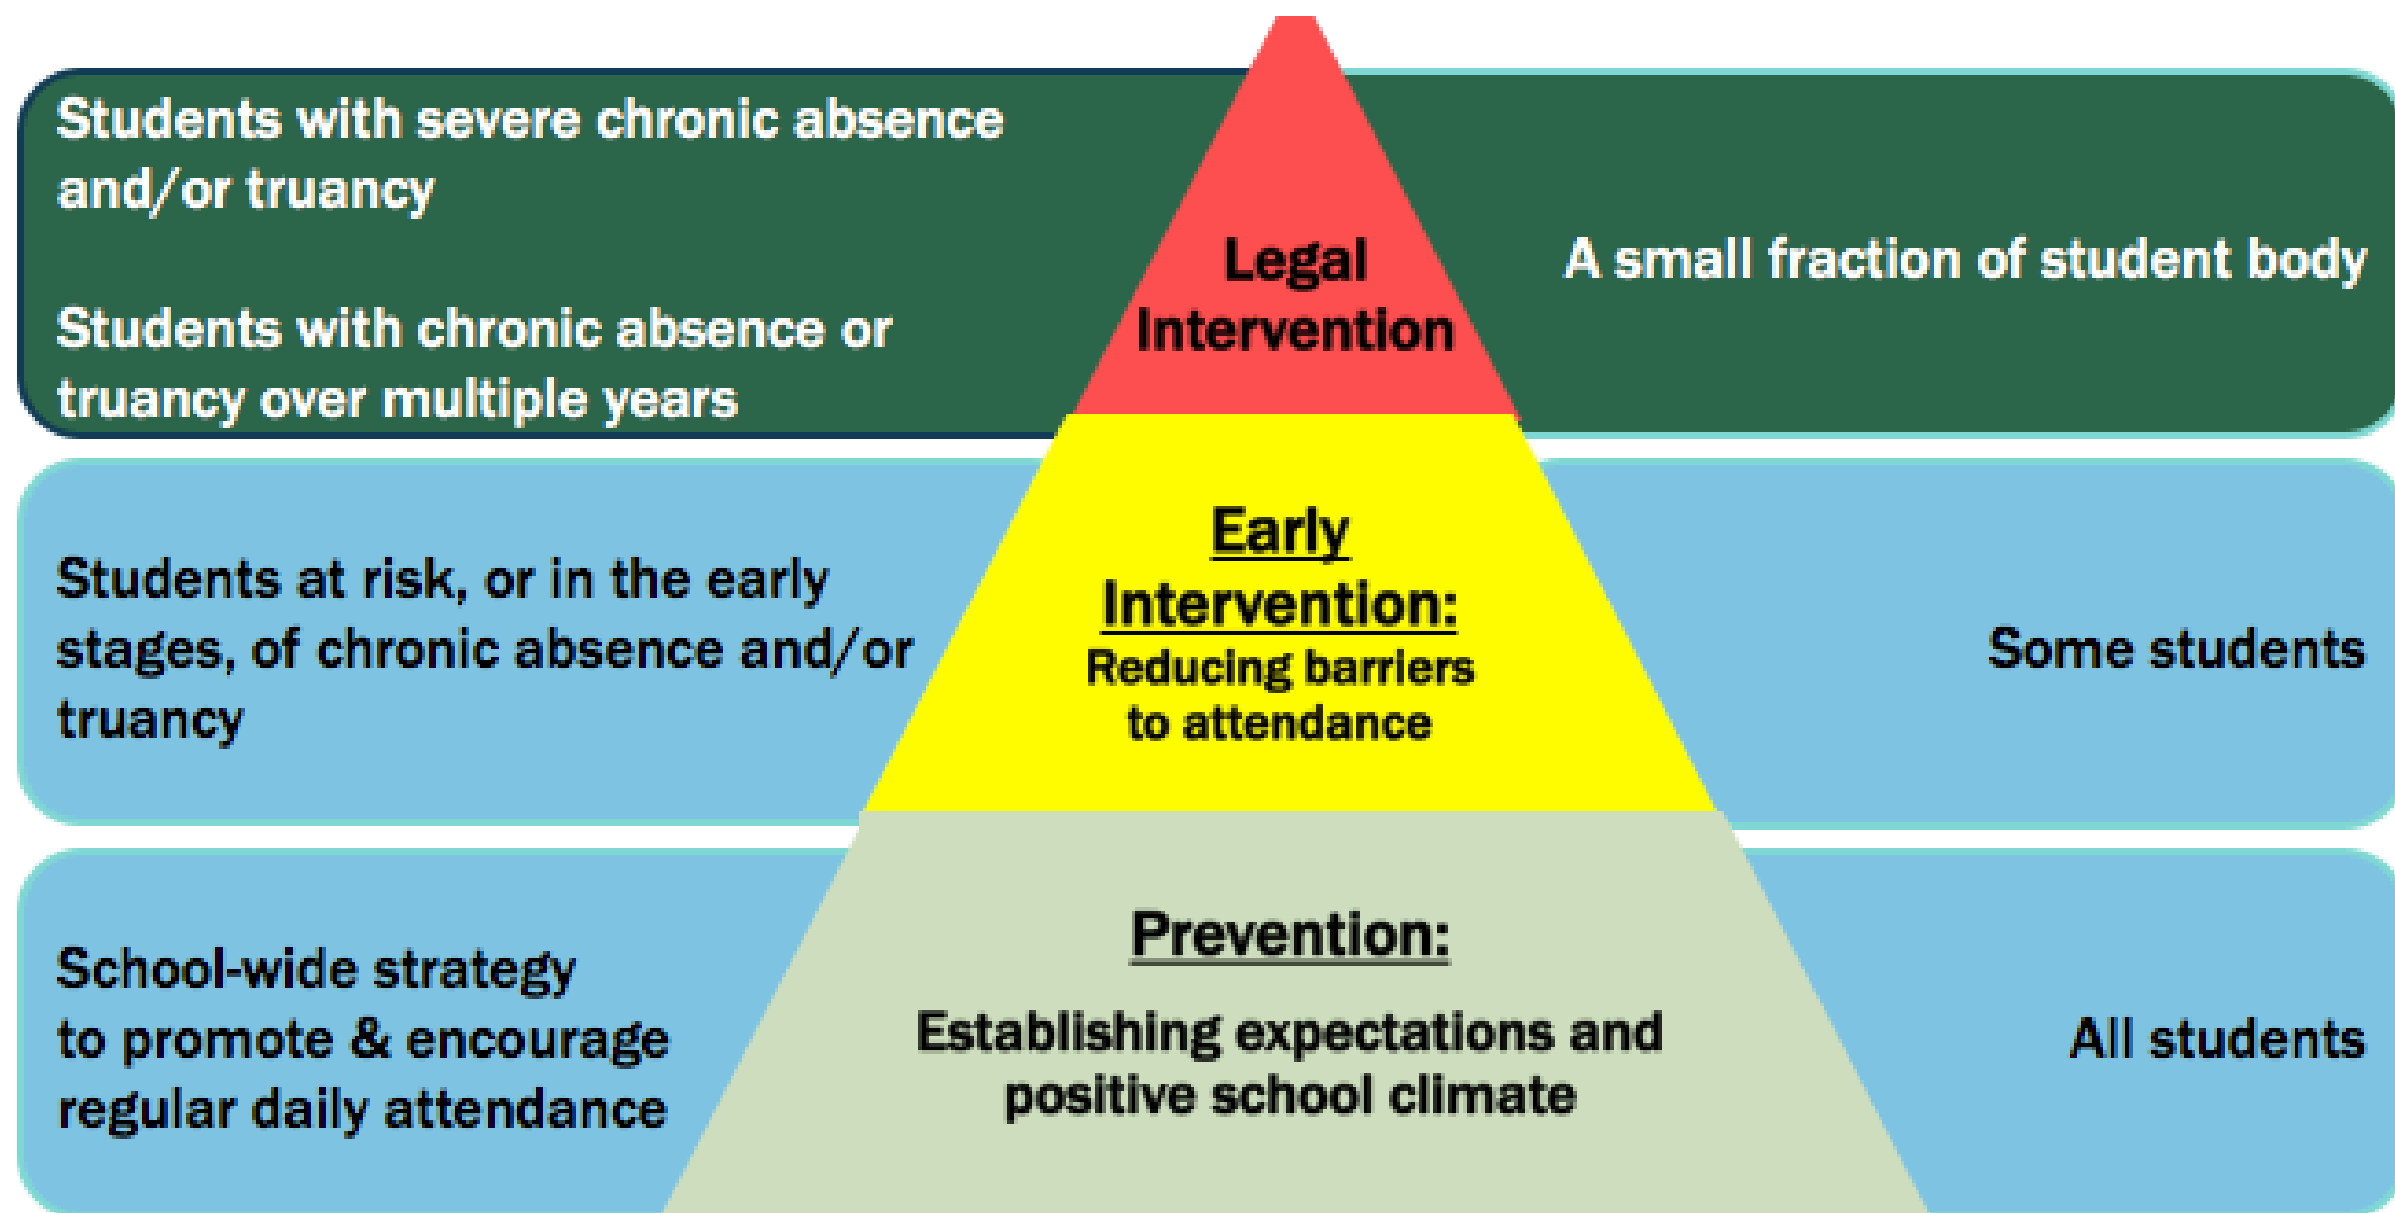 Students with severe chronic absence
and/or truancy
Students with chronic absence or
truancy over multiple years
Legal
Intervention
A small fraction of student body
Students at risk, or in the early
stages, of chronic absence and/or
truancy
Early
Intervention:
Reducing barriers
to attendance
Some students
School-wide strategy
to promote & encourage
regular daily attendance
Prevention:
Establishing expectations and
positive school climate
All students